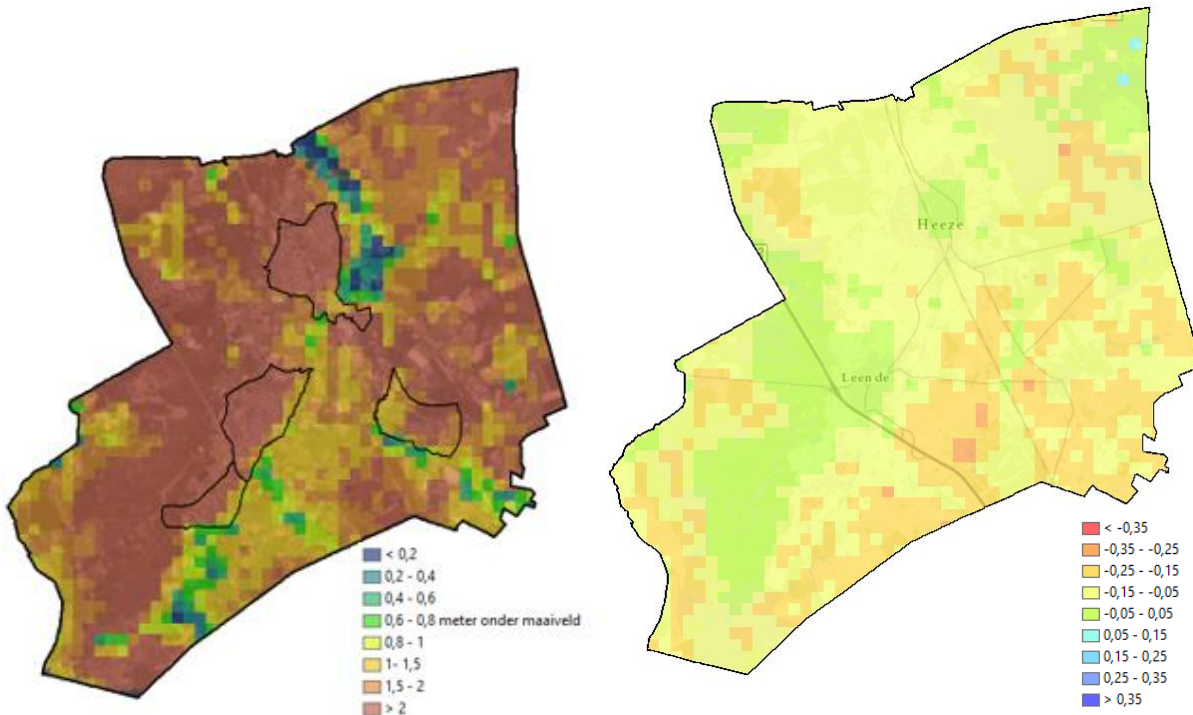 < 0,2
0,2 - 0,4
0,4 - 0,6
0,6 - 0,8 meter onder maaiveld
0,8 - 1
1- 1,5
1,5 - 2
> 2
Heeze
Leende
< -0,35
-0,35 - -0,25
-0,25 - -0,15
-0,15 - -0,05
-0,05 - 0,05
0,05 - 0,15
0,15 - 0,25
0,25 - 0,35
> 0,35